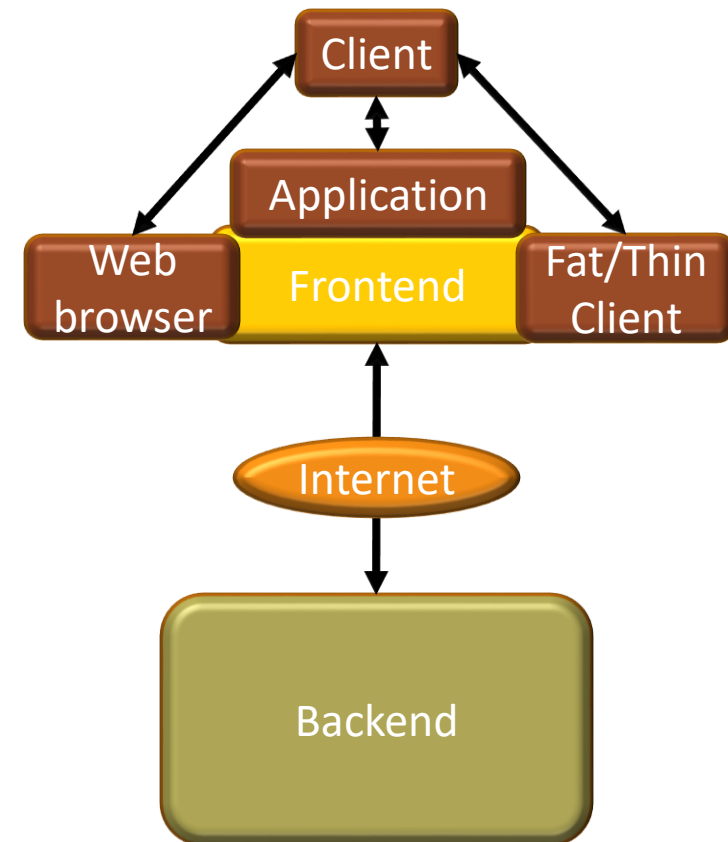 Client
Application
Web
browser
Frontend
Fat/Thin
Client
Internet
Backend